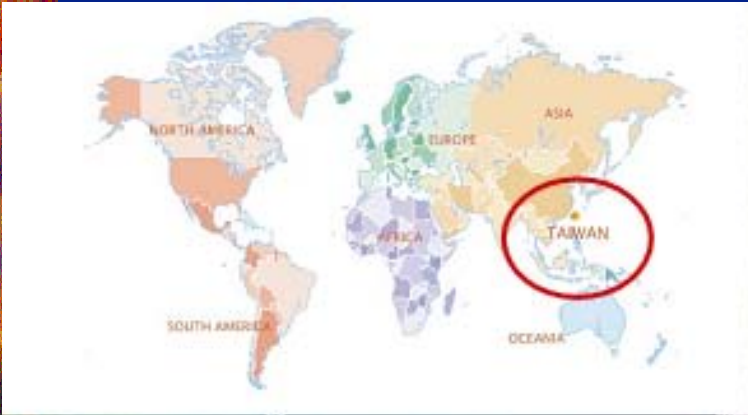 NORTH AMERICA
EUROPE
ASIA
AFRICA
TAIWAN
SOUTH AMERICA
OCEANIA